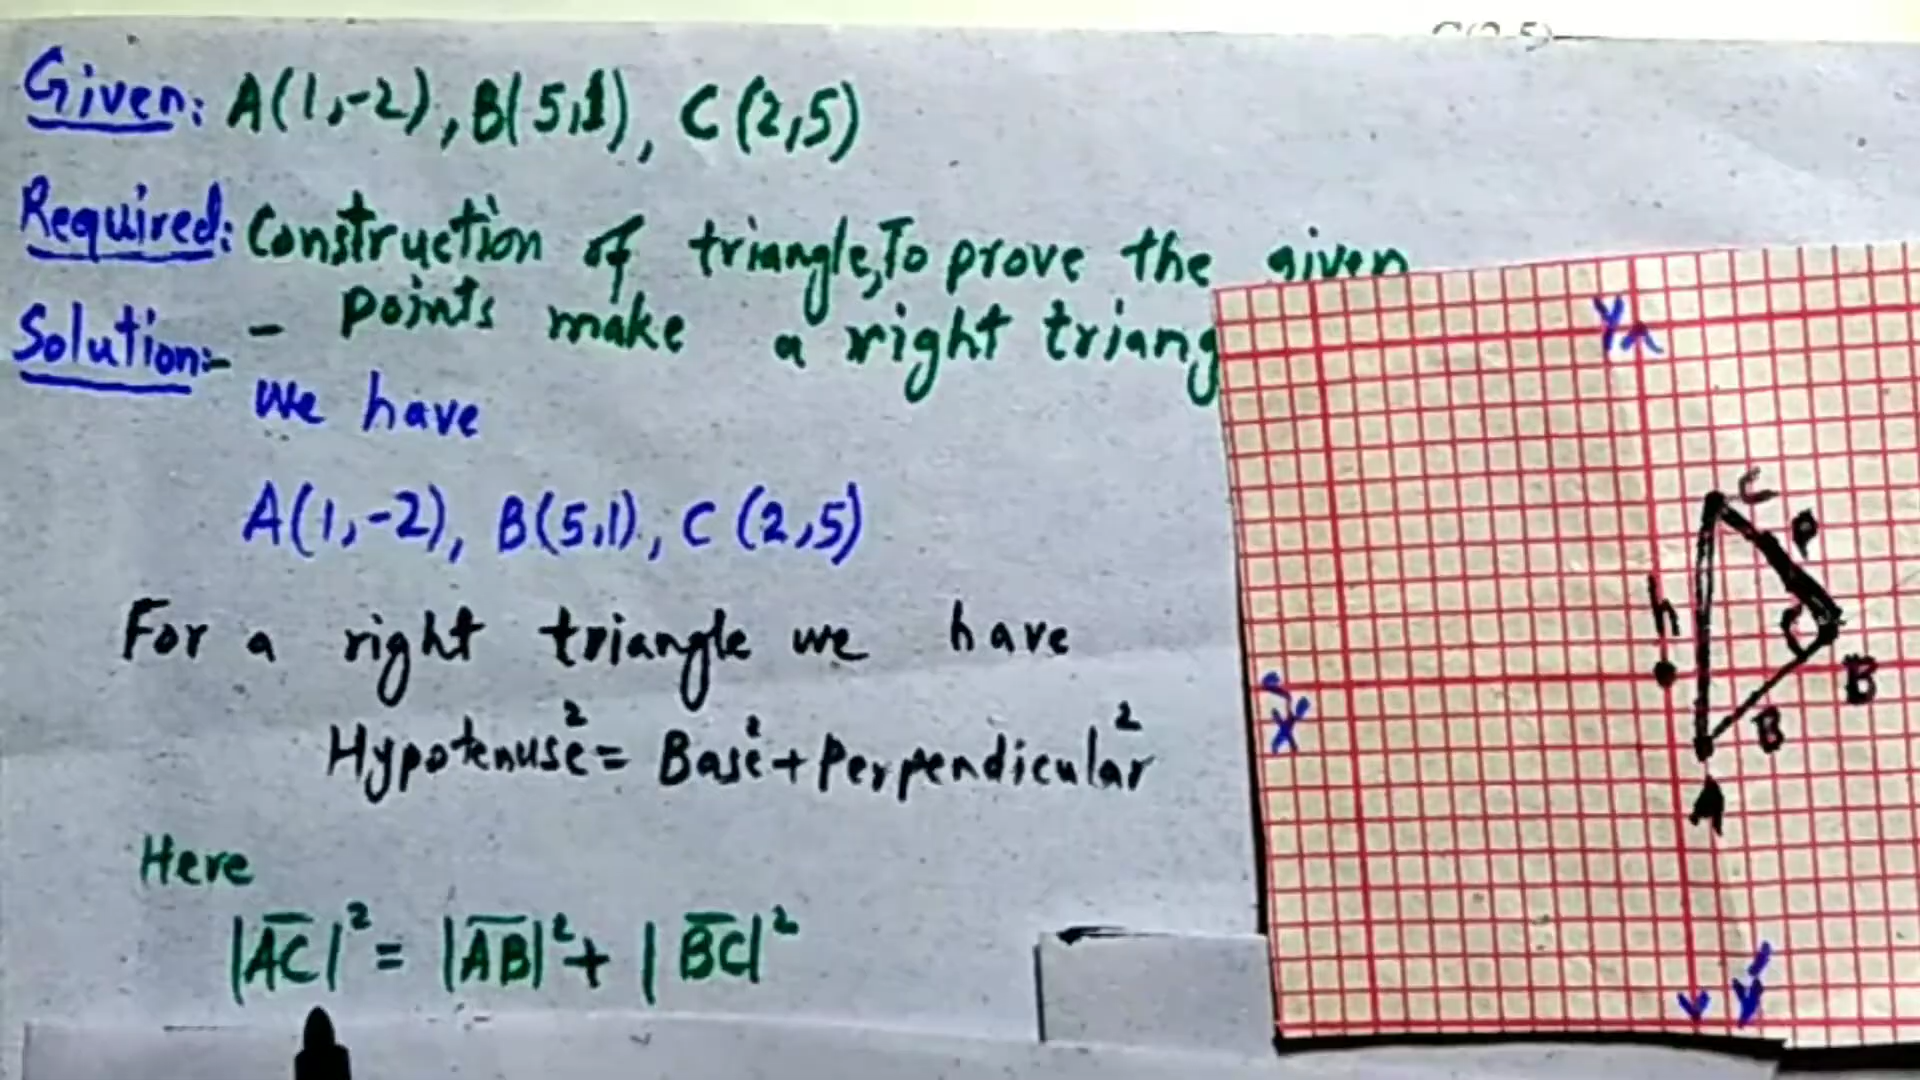 C(2,5)
Given: A(1,-2), B(5,1), C(2,5)
Required: Construction of triangle, To prove the given
- points make a right triang
Solution:-
we have
A(1,-2), B(5,1), C(2,5)
For a right triangle we have
Hypotenuse² = Base² + Perpendicular²
Here
|AC|² = |AB|² + |BC|²
Y
C
P
h
B
B
X'
A
Y'